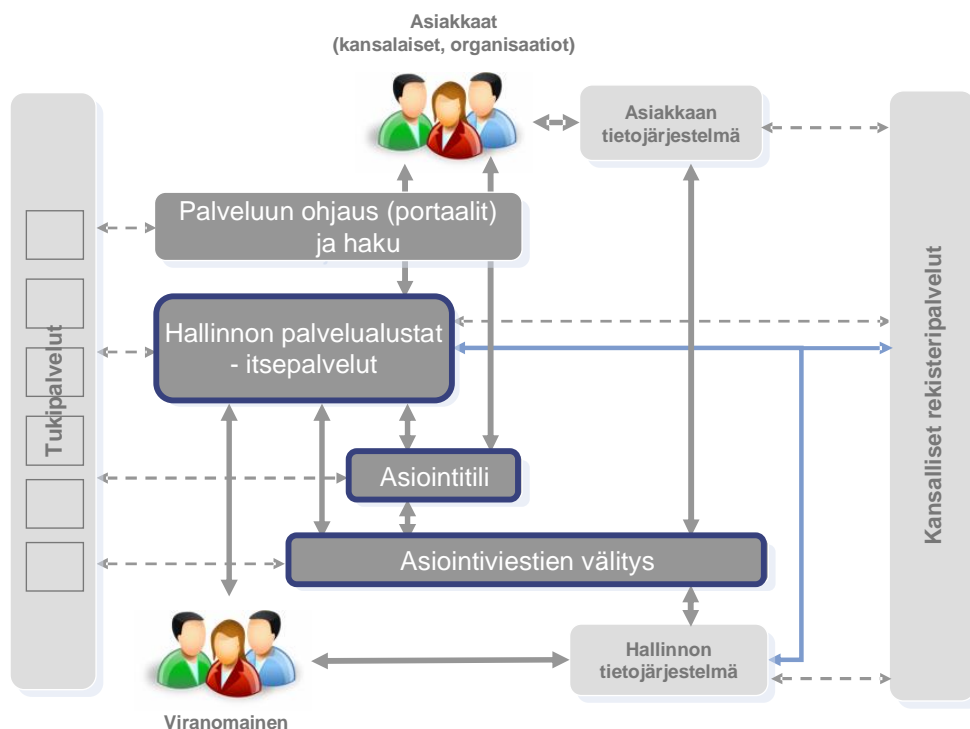 Asiakkaat
(kansalaiset, organisaatiot)
Asiakkaan
tietojärjestelmä
Palveluun ohjaus (portaalit)
ja haku
Hallinnon palvelualustat
- itsepalvelut
Tukipalvelut
Kansalliset rekisteripalvelut
Asiointitili
Asiointiviestien välitys
Hallinnon
tietojärjestelmä
Viranomainen